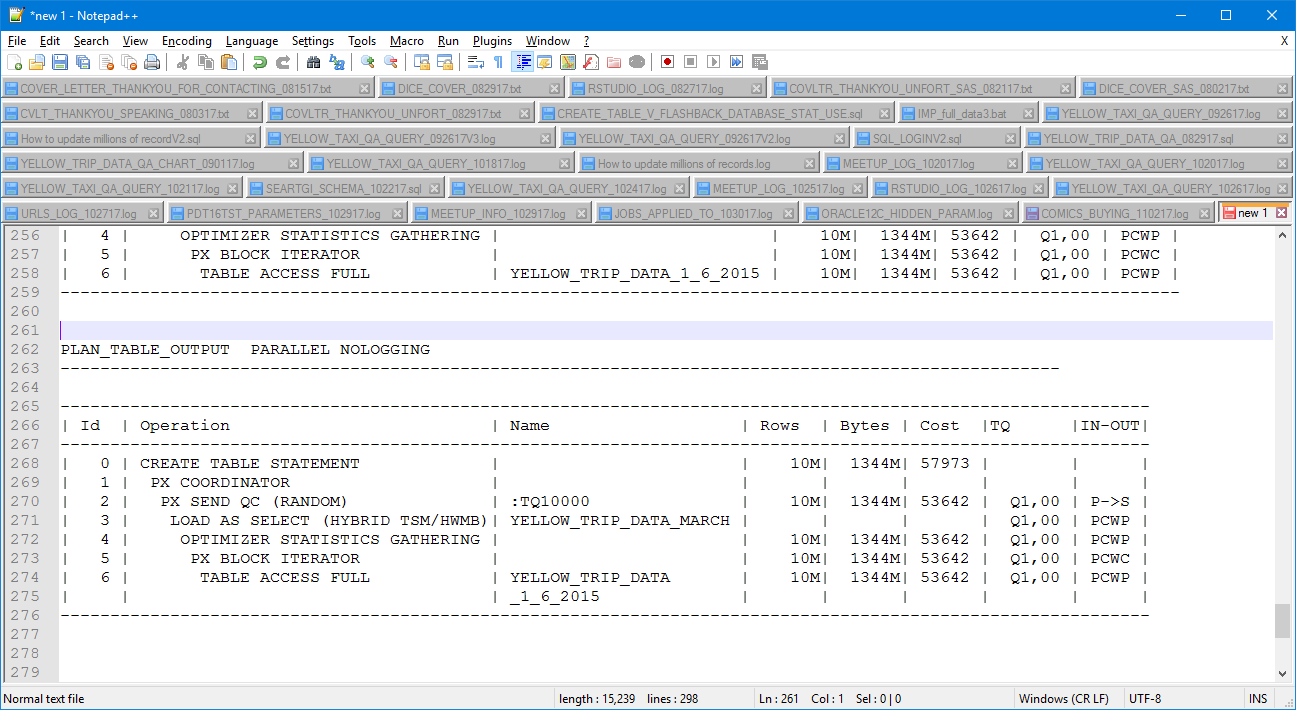 *new 1 - Notepad++
File Edit Search View Encoding Language Settings Tools Macro Run Plugins Window ? X
COVER_LETTER_THANKYOU_FOR_CONTACTING_081517.txt DICE_COVER_082917.txt RSTUDIO_LOG_082717.log COVLTR_THANKYOU_UNFORT_SAS_082117.txt DICE_COVER_SAS_080217.txt
CVLT_THANKYOU_SPEAKING_080317.txt COVLTR_THANKYOU_UNFORT_082917.txt CREATE_TABLE_V_FLASHBACK_DATABASE_STAT_USE.sql IMP_full_data3.bat YELLOW_TAXI_QA_QUERY_092617.log
How to update millions of recordV2.sql YELLOW_TAXI_QA_QUERY_092617V3.log YELLOW_TAXI_QA_QUERY_092617V2.log SQL_LOGINV2.sql YELLOW_TRIP_DATA_QA_082917.sql
YELLOW_TRIP_DATA_QA_CHART_090117.log YELLOW_TAXI_QA_QUERY_101817.log How to update millions of records.log MEETUP_LOG_102017.log YELLOW_TAXI_QA_QUERY_102017.log
YELLOW_TAXI_QA_QUERY_102117.log SEARTGI_SCHEMA_102217.sql YELLOW_TAXI_QA_QUERY_102417.log MEETUP_LOG_102517.log RSTUDIO_LOG_102617.log YELLOW_TAXI_QA_QUERY_102617.log
URLS_LOG_102717.log PDT16TST_PARAMETERS_102917.log MEETUP_INFO_102917.log JOBS_APPLIED_TO_103017.log ORACLE12C_HIDDEN_PARAM.log COMICS_BUYING_110217.log new 1
256 | 4 | OPTIMIZER STATISTICS GATHERING | | 10M| 1344M| 53642 | Q1,00 | PCWP |
257 | 5 | PX BLOCK ITERATOR | | 10M| 1344M| 53642 | Q1,00 | PCWC |
258 | 6 | TABLE ACCESS FULL | YELLOW_TRIP_DATA_1_6_2015 | 10M| 1344M| 53642 | Q1,00 | PCWP |
259 ----------------------------------------------------------------------------------------------------------------
260
261
262 PLAN_TABLE_OUTPUT PARALLEL NOLOGGING
263 ----------------------------------------------------------------------------------------------------
264
265 -------------------------------------------------------------------------------------------------------------
266 | Id | Operation | Name | Rows | Bytes | Cost |TQ |IN-OUT|
267 -------------------------------------------------------------------------------------------------------------
268 | 0 | CREATE TABLE STATEMENT | | 10M| 1344M| 57973 | | |
269 | 1 | PX COORDINATOR | | | | | | |
270 | 2 | PX SEND QC (RANDOM) | :TQ10000 | 10M| 1344M| 53642 | Q1,00 | P->S |
271 | 3 | LOAD AS SELECT (HYBRID TSM/HWMB)| YELLOW_TRIP_DATA_MARCH | | | | Q1,00 | PCWP |
272 | 4 | OPTIMIZER STATISTICS GATHERING | | 10M| 1344M| 53642 | Q1,00 | PCWP |
273 | 5 | PX BLOCK ITERATOR | | 10M| 1344M| 53642 | Q1,00 | PCWC |
274 | 6 | TABLE ACCESS FULL | YELLOW_TRIP_DATA | 10M| 1344M| 53642 | Q1,00 | PCWP |
275 | | | _1_6_2015 | | | | | |
276 -------------------------------------------------------------------------------------------------------------
277
278
279
Normal text file length : 15,239 lines : 298 Ln : 261 Col : 1 Sel : 0 | 0 Windows (CR LF) UTF-8 INS